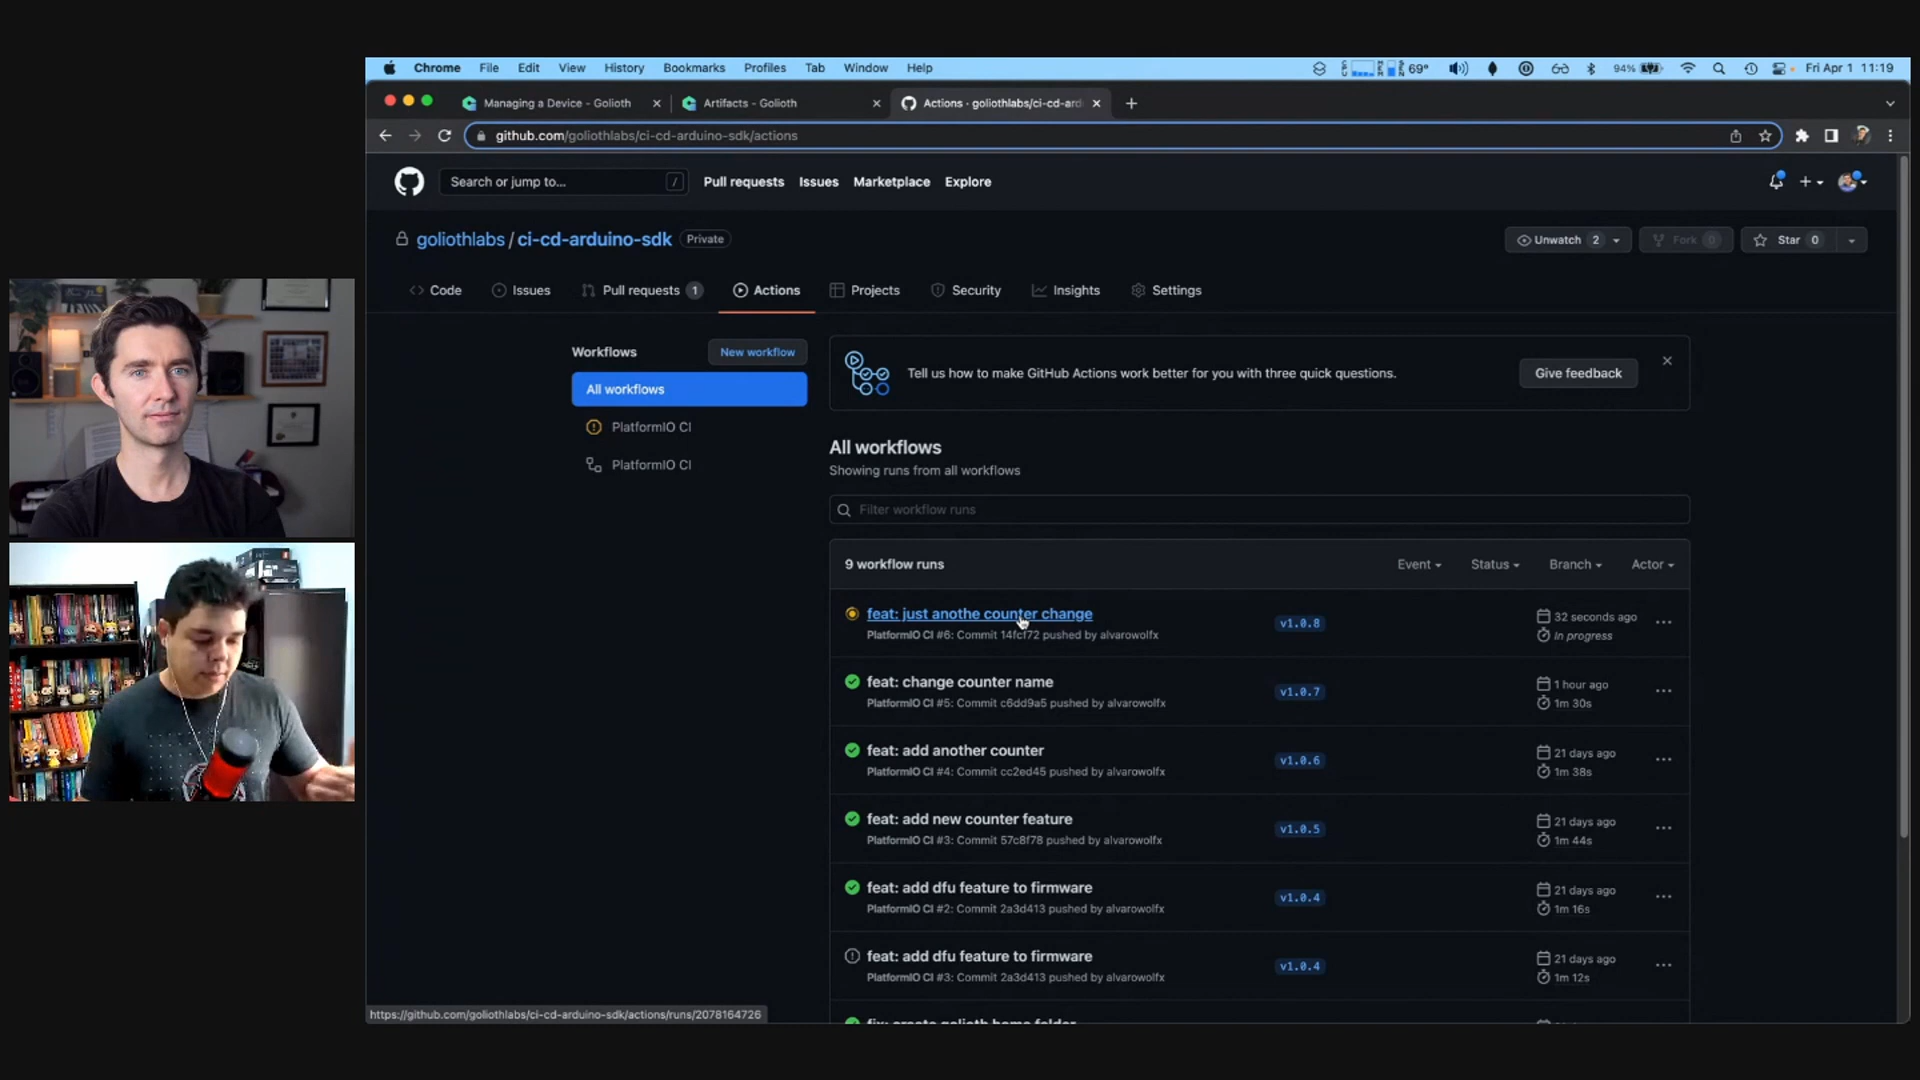 Chrome File Edit View History Bookmarks Profiles Tab Window Help
69° 94% Fri Apr 1 11:19
Managing a Device - Golioth
Artifacts - Golioth
Actions · goliothlabs/ci-cd-ard
github.com/goliothlabs/ci-cd-arduino-sdk/actions
Search or jump to... /
Pull requests Issues Marketplace Explore
goliothlabs / ci-cd-arduino-sdk Private
Unwatch 2 Fork 0 Star 0
Code Issues Pull requests 1 Actions Projects Security Insights Settings
Workflows New workflow
All workflows
PlatformIO CI
PlatformIO CI
Tell us how to make GitHub Actions work better for you with three quick questions. Give feedback
All workflows
Showing runs from all workflows
Filter workflow runs
9 workflow runs Event Status Branch Actor
feat: just anothe counter change
PlatformIO CI #6: Commit 14fcf72 pushed by alvarowolfx
v1.0.8
32 seconds ago
In progress
feat: change counter name
PlatformIO CI #5: Commit c6dd9a5 pushed by alvarowolfx
v1.0.7
1 hour ago
1m 30s
feat: add another counter
PlatformIO CI #4: Commit cc2ed45 pushed by alvarowolfx
v1.0.6
21 days ago
1m 38s
feat: add new counter feature
PlatformIO CI #3: Commit 57c8f78 pushed by alvarowolfx
v1.0.5
21 days ago
1m 44s
feat: add dfu feature to firmware
PlatformIO CI #2: Commit 2a3d413 pushed by alvarowolfx
v1.0.4
21 days ago
1m 16s
feat: add dfu feature to firmware
PlatformIO CI #3: Commit 2a3d413 pushed by alvarowolfx
v1.0.4
21 days ago
1m 12s
fix: create golioth home folder
https://github.com/goliothlabs/ci-cd-arduino-sdk/actions/runs/2078164726